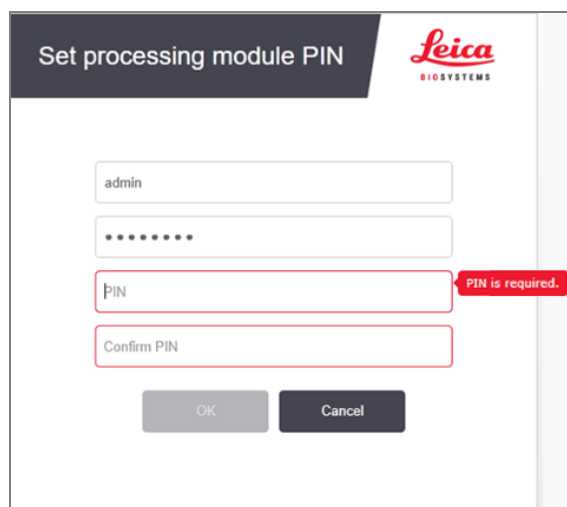 Set processing module PIN
Leica
BIOSYSTEMS
admin
••••••••
PIN
PIN is required.
Confirm PIN
OK
Cancel